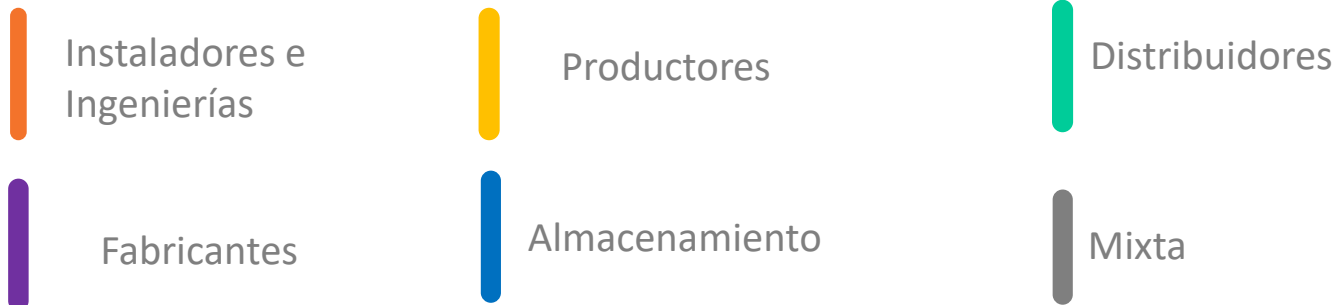 Instaladores e
Ingenierías
Productores
Distribuidores
Fabricantes
Almacenamiento
Mixta